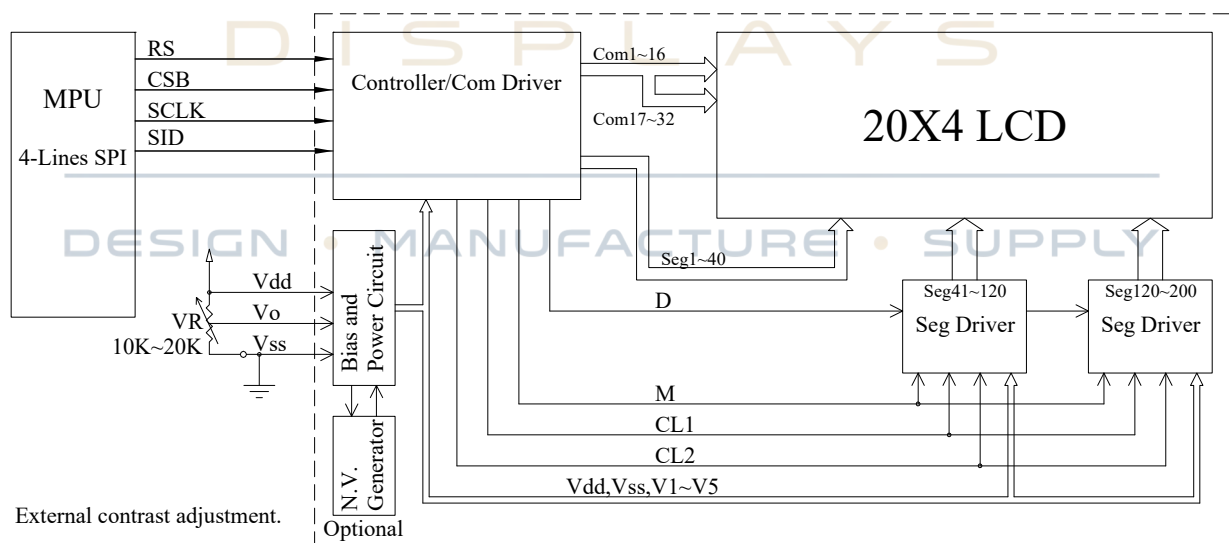 DISPLAYS
MPU
4-Lines SPI
RS
CSB
SCLK
SID
Controller/Com Driver
Com1~16
Com17~32
20X4 LCD
DESIGN • MANUFACTURE • SUPPLY
Seg1~40
Vdd
Vo
Vss
VR
10K~20K
Bias and
Power Circuit
D
Seg41~120
Seg Driver
Seg120~200
Seg Driver
M
CL1
CL2
Vdd,Vss,V1~V5
N.V.
Generator
Optional
External contrast adjustment.